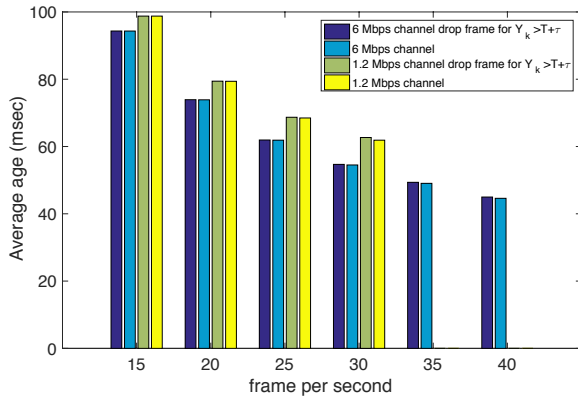 100
80
60
40
20
0
Average age (msec)
6 Mbps channel drop frame for Y_k >T+τ
6 Mbps channel
1.2 Mbps channel drop frame for Y_k >T+τ
1.2 Mbps channel
15 20 25 30 35 40
frame per second